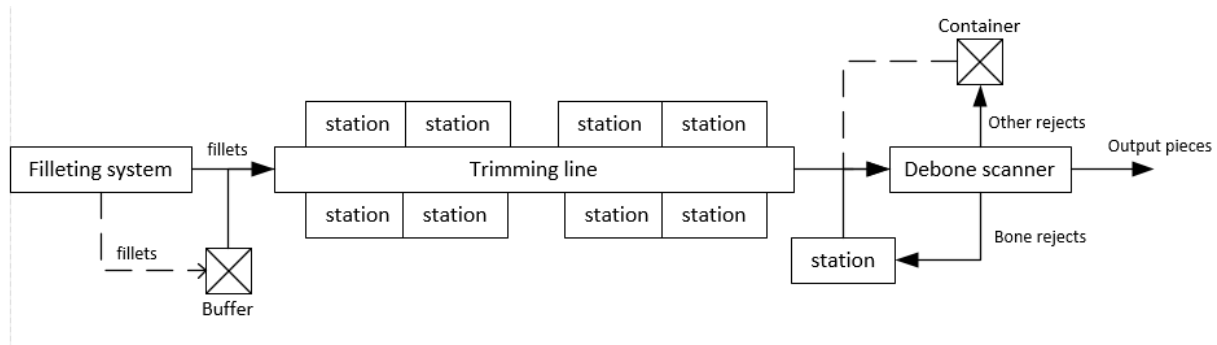 Container
station
station
station
station
Other rejects
Output pieces
fillets
Filleting system
Trimming line
Debone scanner
station
station
station
station
Bone rejects
fillets
station
Buffer